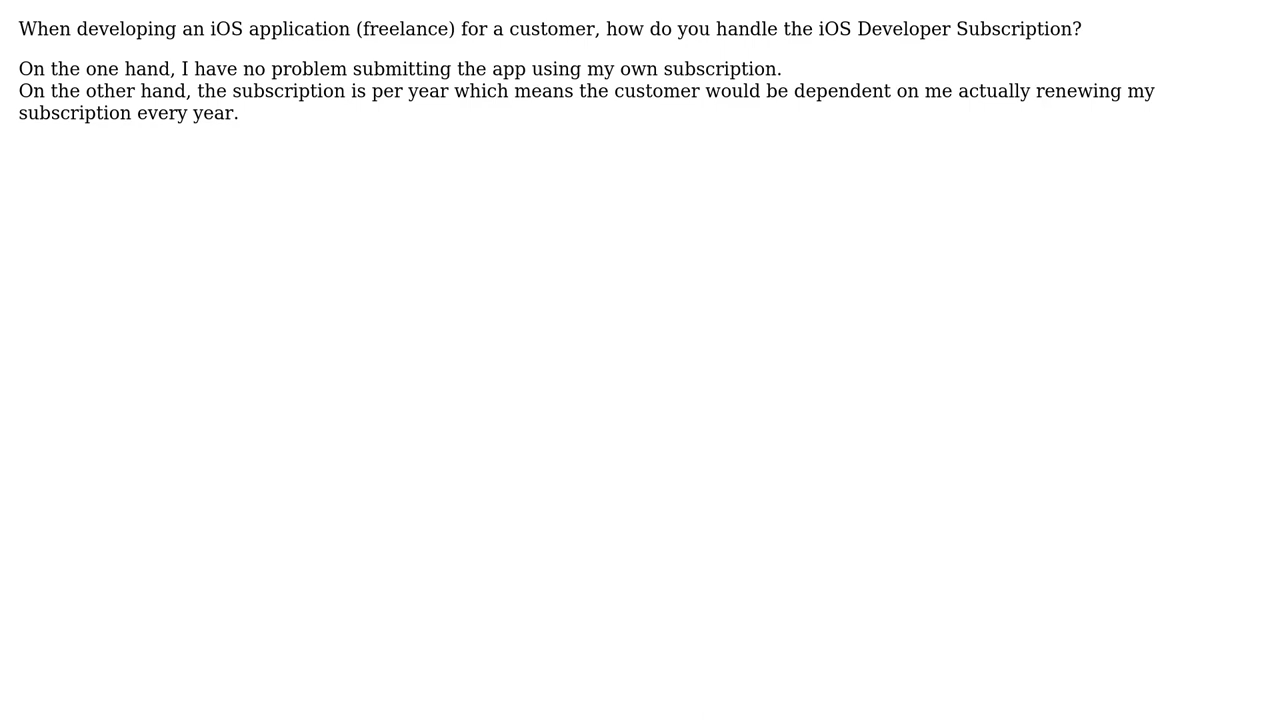 When developing an iOS application (freelance) for a customer, how do you handle the iOS Developer Subscription?
On the one hand, I have no problem submitting the app using my own subscription.
On the other hand, the subscription is per year which means the customer would be dependent on me actually renewing my
subscription every year.